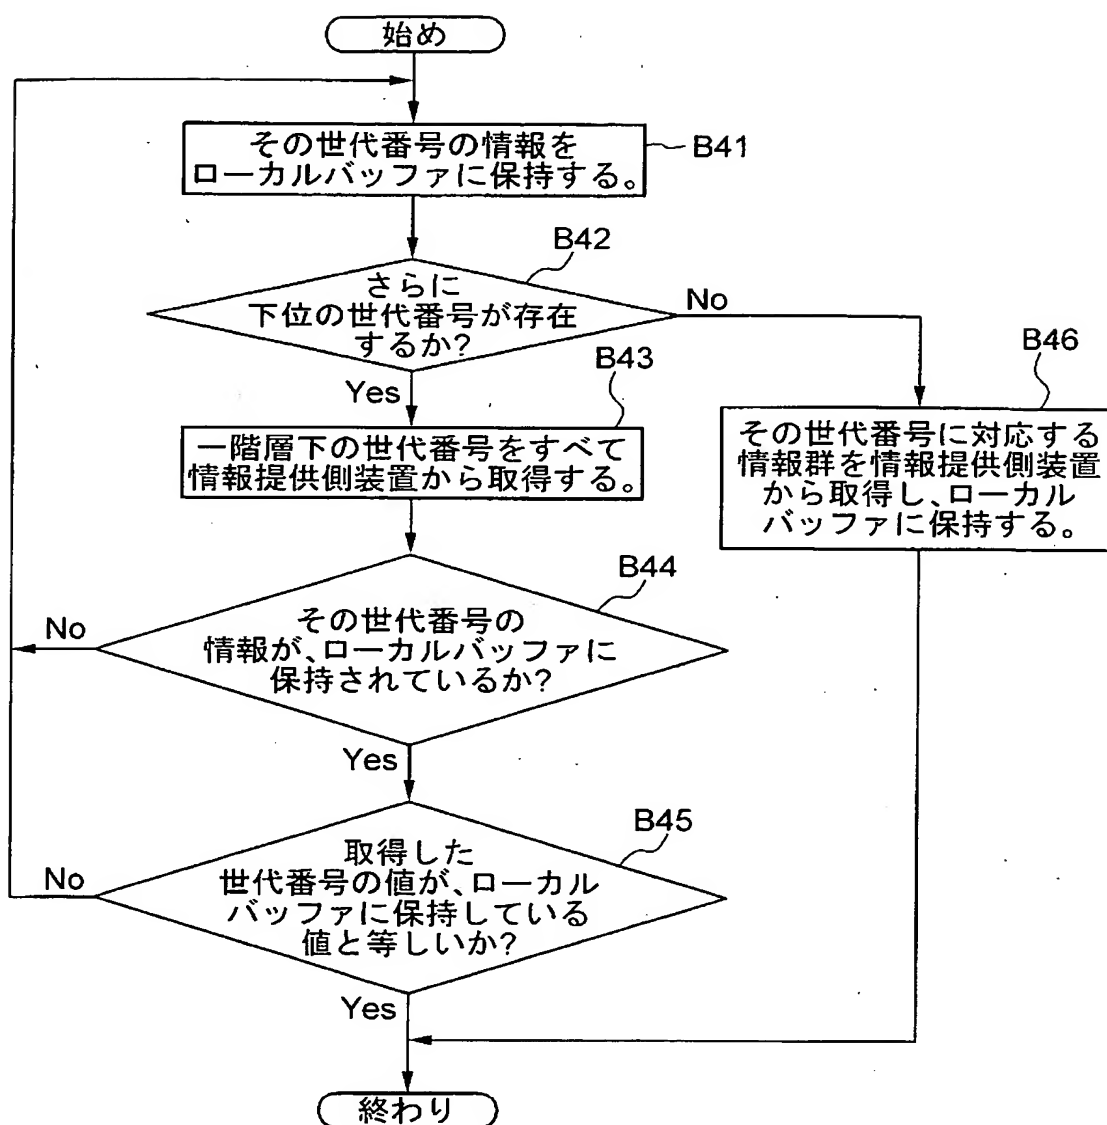 始め
その世代番号の情報を
ローカルバッファに保持する。
B41
B42
さらに
下位の世代番号が存在
するか?
No
Yes
B43
一階層下の世代番号をすべて
情報提供側装置から取得する。
B46
その世代番号に対応する
情報群を情報提供側装置
から取得し、ローカル
バッファに保持する。
B44
その世代番号の
情報が、ローカルバッファに
保持されているか?
No
Yes
B45
取得した
世代番号の値が、ローカル
バッファに保持している
値と等しいか?
No
Yes
終わり